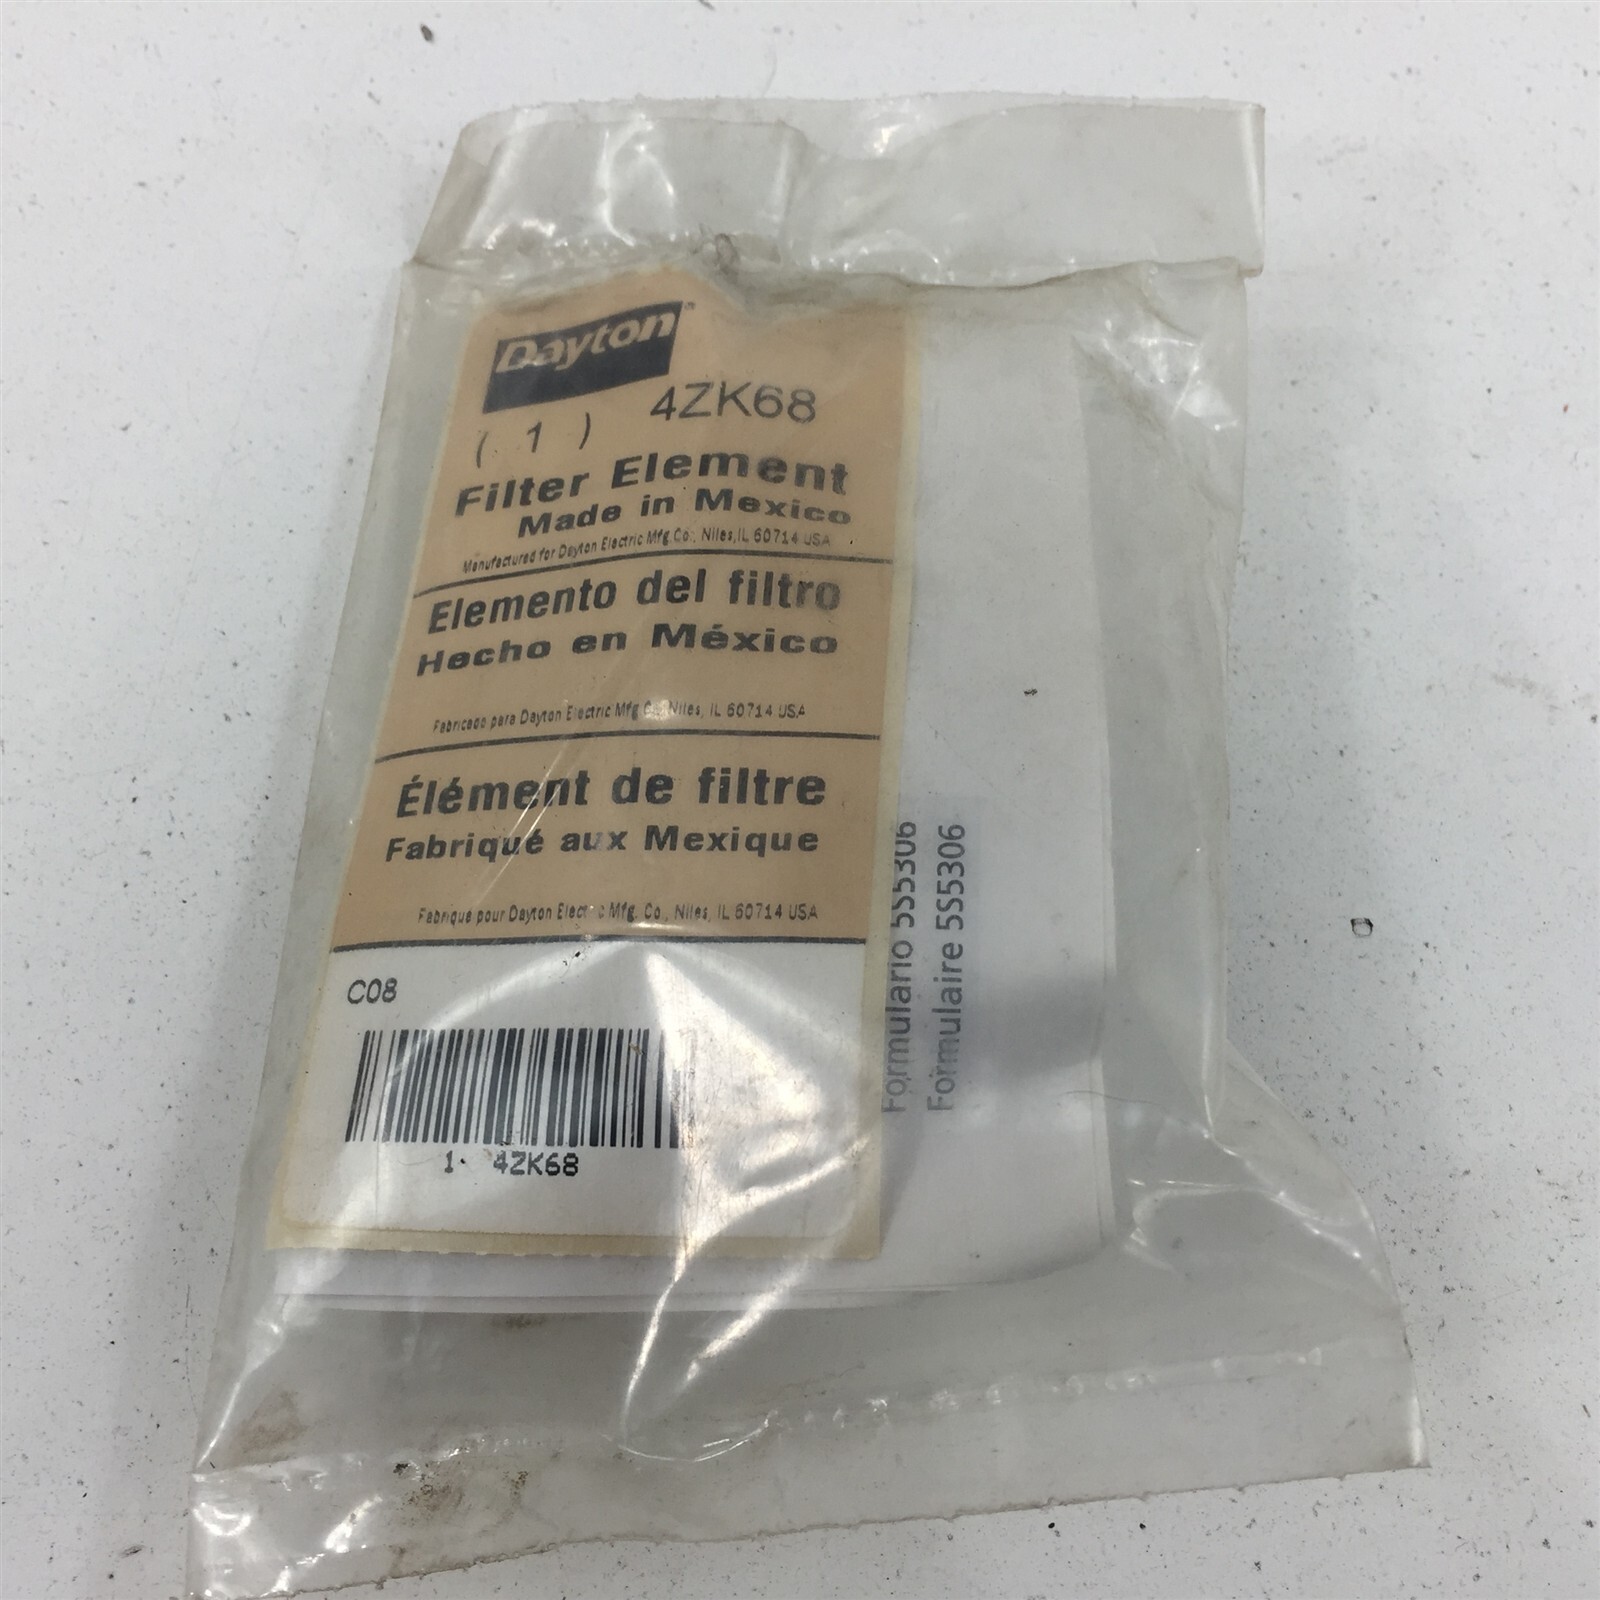 Dayton®
( 1 ) 4ZK68
Filter Element
Made in Mexico
Manufactured for Dayton Electric Mfg. Co., Niles, IL 60714 USA
Elemento del filtro
Hecho en México
Fabricado para Dayton Electric Mfg. Co., Niles, IL 60714 USA
Élément de filtre
Fabriqué aux Mexique
Fabriqué pour Dayton Electric Mfg. Co., Niles, IL 60714 USA
C08
1- 4ZK68
Formulario 5S5306
Formulaire 5S5306